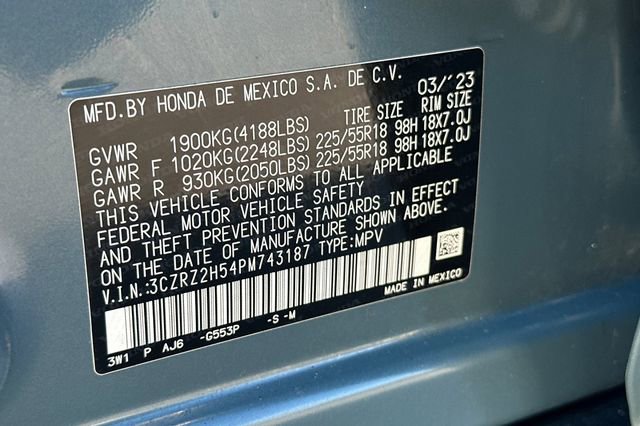 MFD.BY HONDA DE MEXICO S.A. DE C.V. 03/'23
TIRE SIZE RIM SIZE
GVWR 1900KG(4188LBS)
GAWR F 1020KG(2248LBS) 225/55R18 98H 18X7.0J
GAWR R 930KG(2050LBS) 225/55R18 98H 18X7.0J
THIS VEHICLE CONFORMS TO ALL APPLICABLE
FEDERAL MOTOR VEHICLE SAFETY
AND THEFT PREVENTION STANDARDS IN EFFECT
ON THE DATE OF MANUFACTURE SHOWN ABOVE.
V.I.N.:3CZRZ2H54PM743187 TYPE:MPV
3W1 P AJ6 -G553P -S -M
MADE IN MEXICO